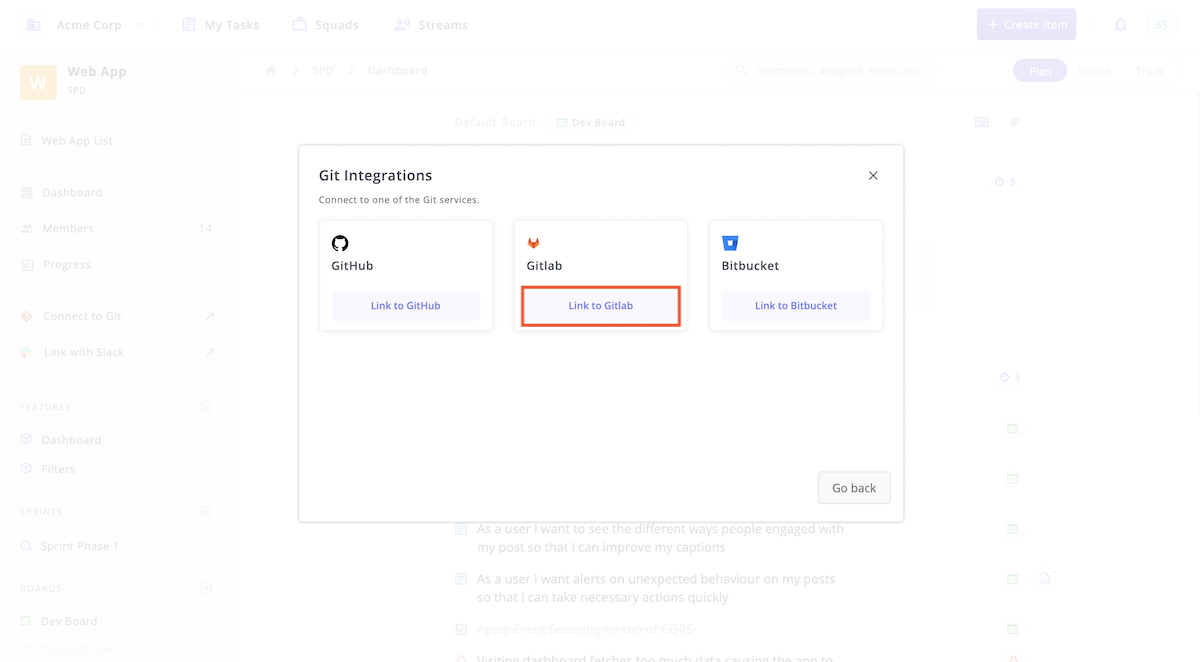 Acme Corp
My Tasks
Squads
Streams
+ Create Item
SS
W
Web App
SPD
SPD
Dashboard
Search text, assignee, status, etc.
Plan
Search
Track
Web App List
Default Board
Dev Board
Dashboard
3
Members
14
Progress
Git Integrations
Connect to one of the Git services.
GitHub
Gitlab
Bitbucket
Link to GitHub
Link to Gitlab
Link to Bitbucket
Connect to Git
Link with Slack
3
FEATURES
Dashboard
Filters
Go back
SPRINTS
Sprint Phase 1
As a user I want to see the different ways people engaged with
my post so that I can improve my captions
BOARDS
As a user I want alerts on unexpected behaviour on my posts
so that I can take necessary actions quickly
Dev Board
Apply Event Sourcing on top of CQRS
Visiting dashboard fetches too much data causing the app to